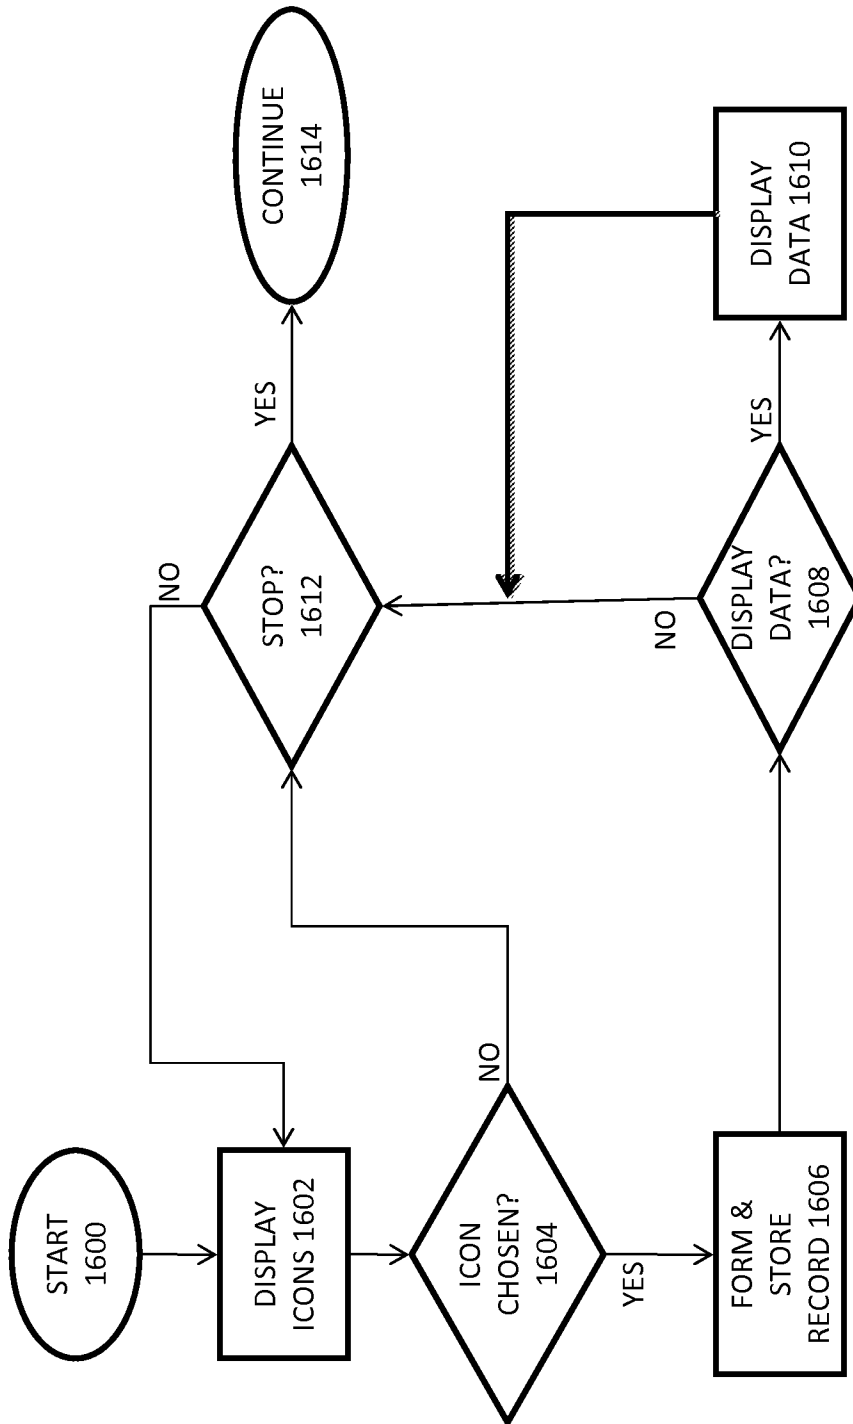 START
1600
DISPLAY
ICONS 1602
ICON
CHOSEN?
1604
YES
NO
FORM &
STORE
RECORD 1606
DISPLAY
DATA?
1608
YES
NO
DISPLAY
DATA 1610
STOP?
1612
NO
YES
CONTINUE
1614